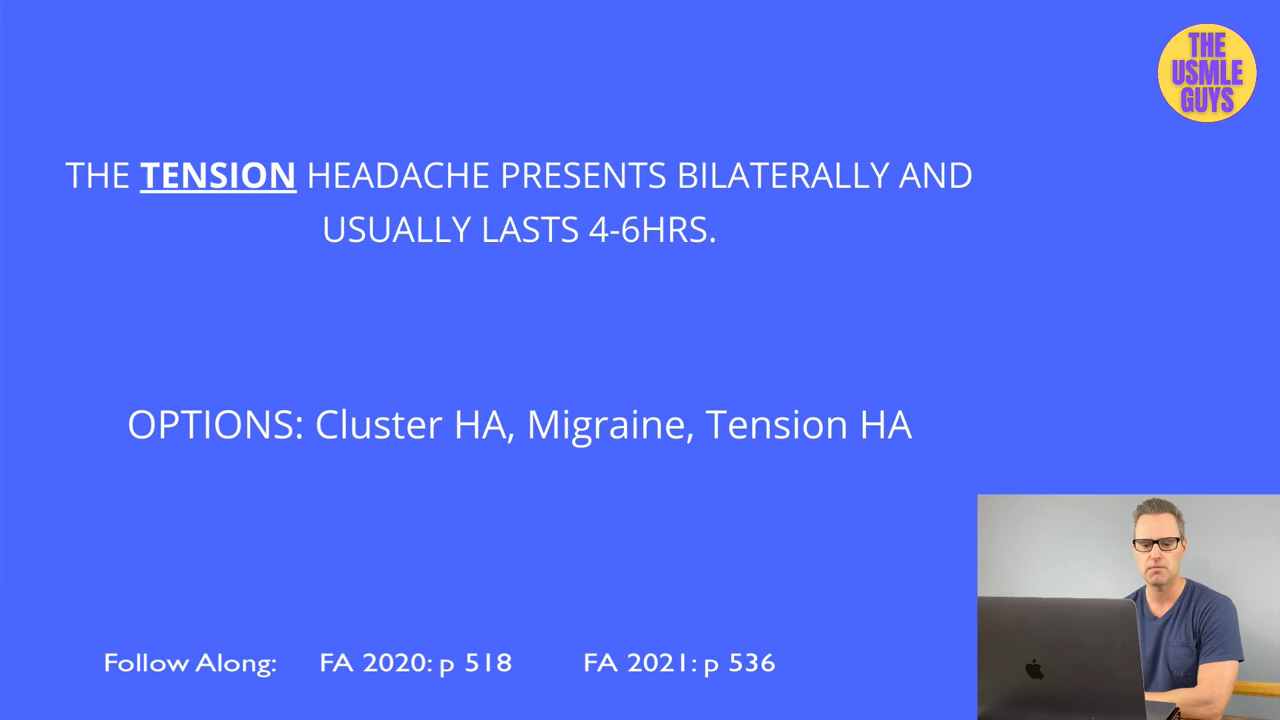 THE
USMLE
GUYS
THE TENSION HEADACHE PRESENTS BILATERALLY AND
USUALLY LASTS 4-6HRS.
OPTIONS: Cluster HA, Migraine, Tension HA
Follow Along: FA 2020: p 518 FA 2021: p 536